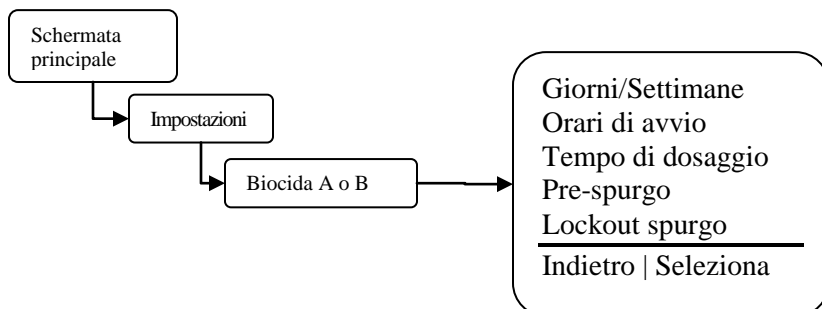 Schermata
principale
Impostazioni
Biocida A o B
Giorni/Settimane
Orari di avvio
Tempo di dosaggio
Pre-spurgo
Lockout spurgo
Indietro | Seleziona